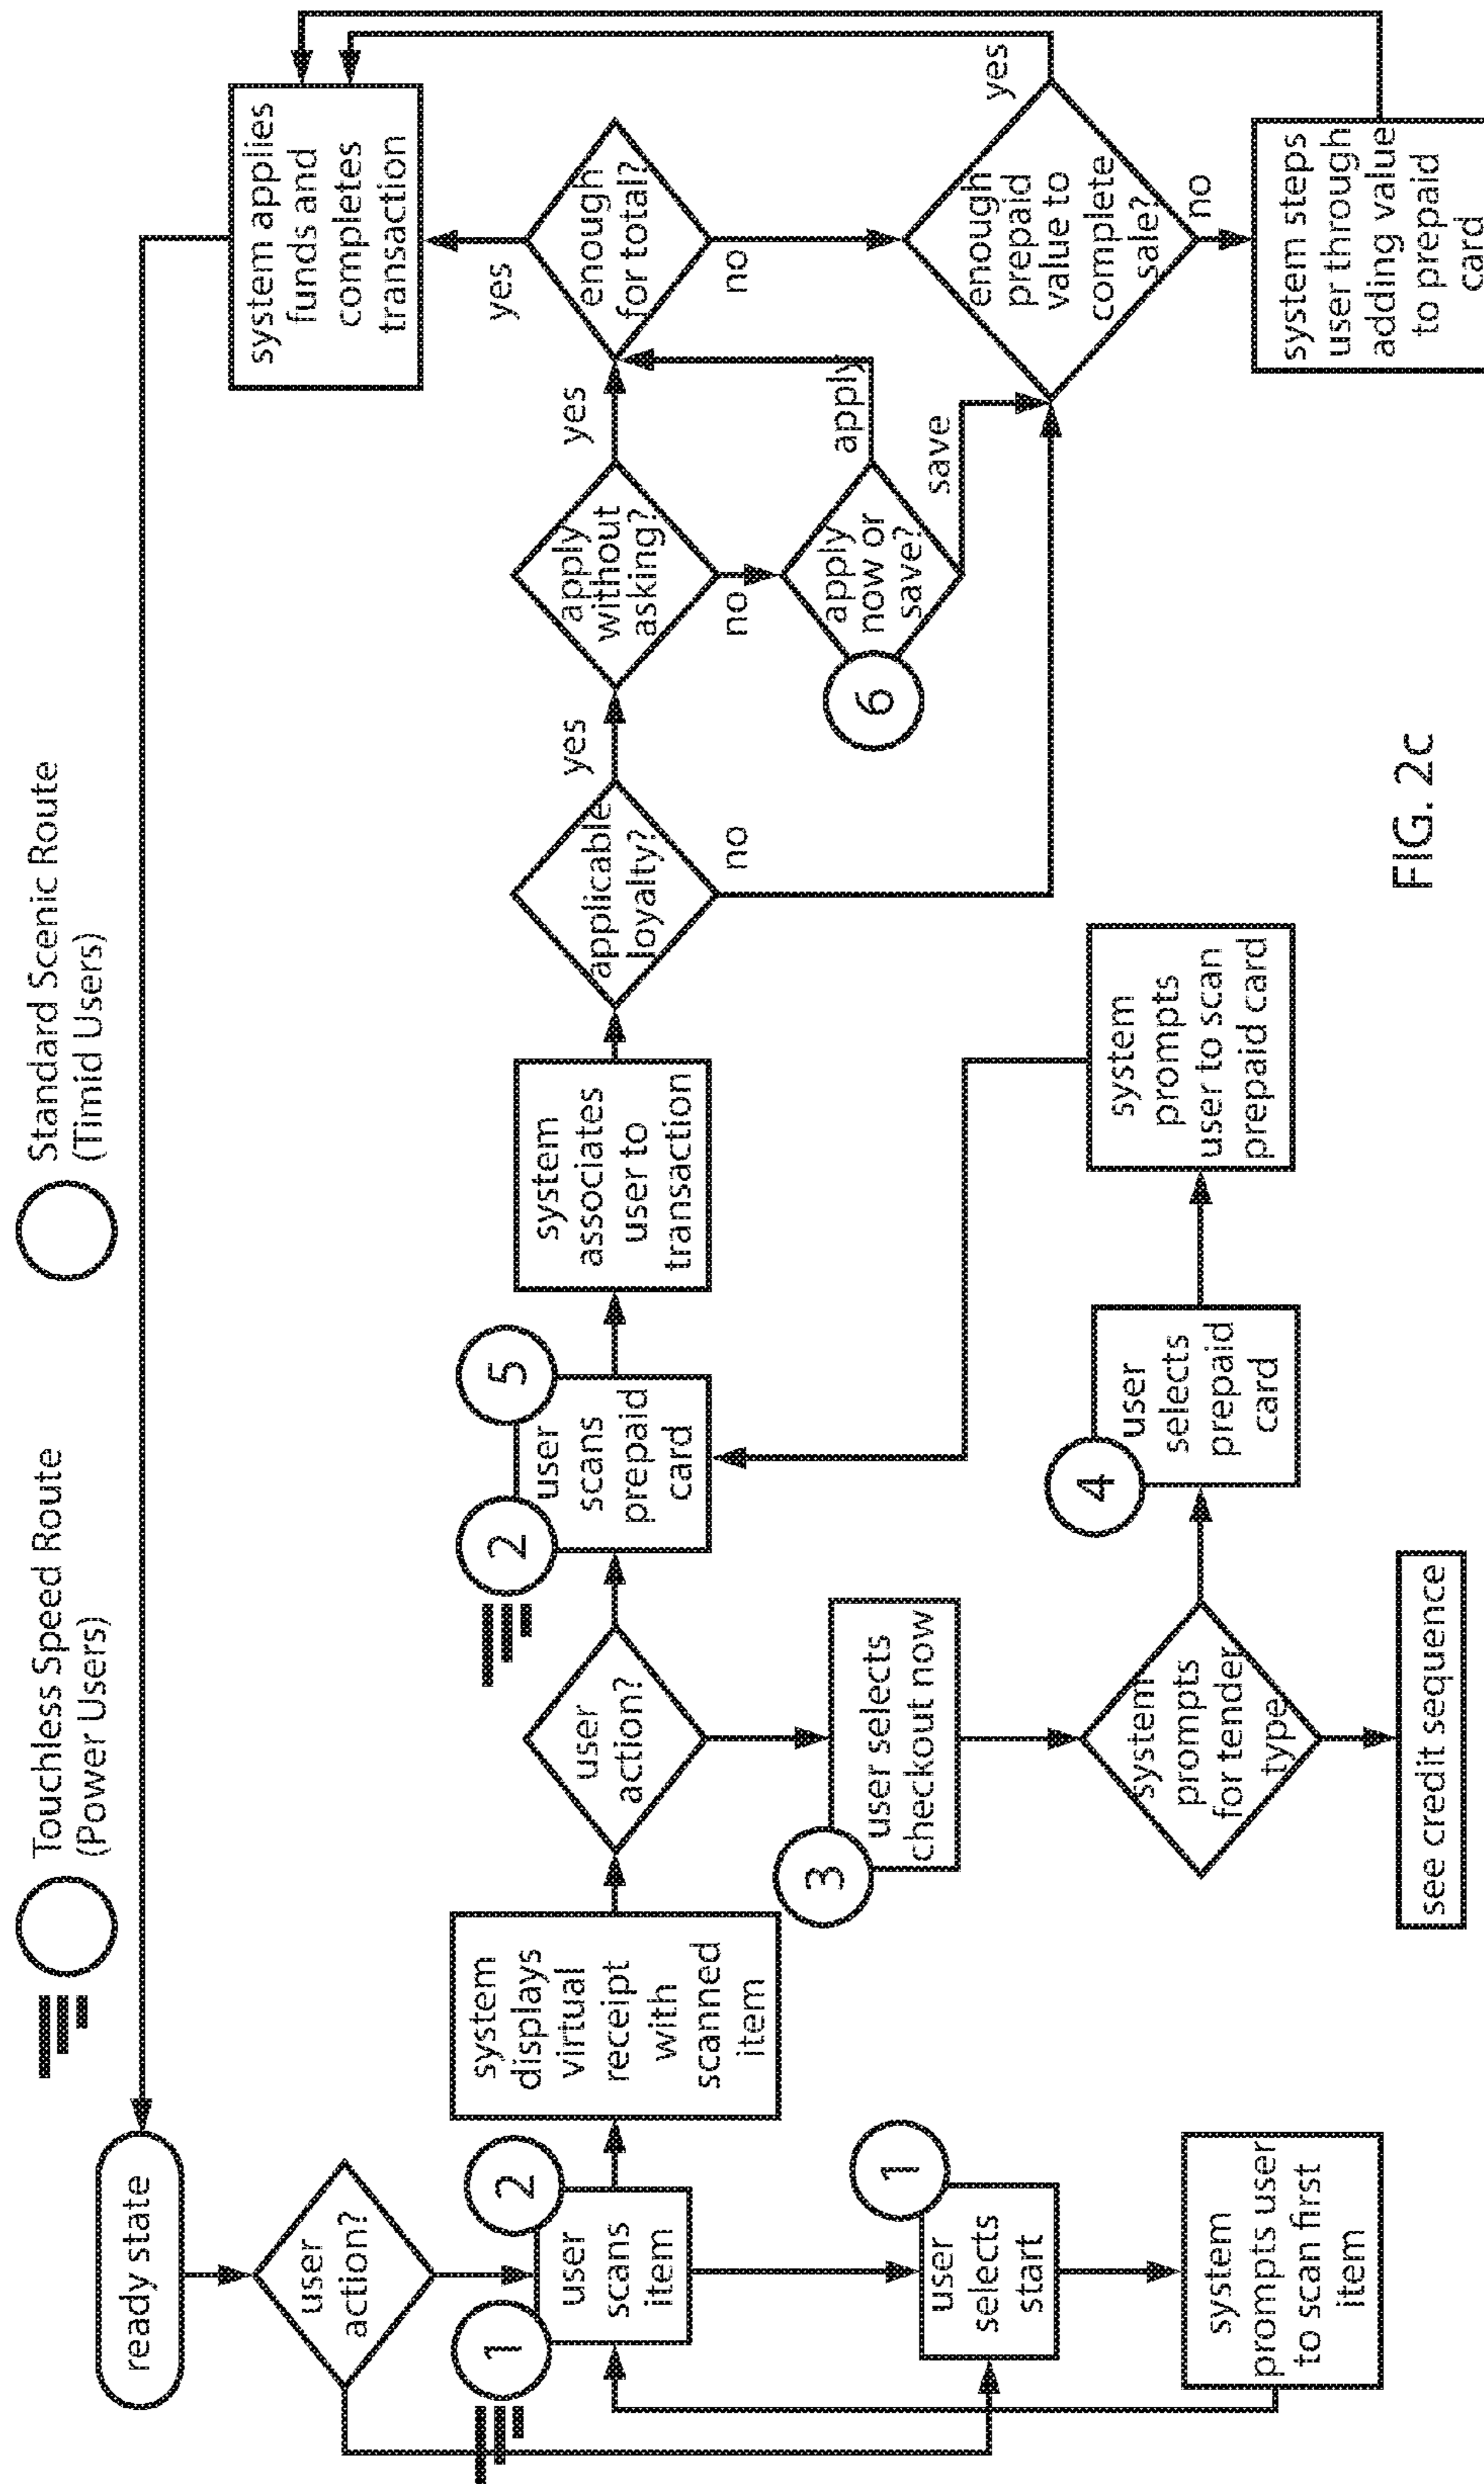 Touchless Speed Route
(Power Users)
Standard Scenic Route
(Timid Users)
ready state
user
action?
1
2
user
scans
item
1
user
selects
start
system
prompts user
to scan first
item
system
displays
virtual
receipt
with
scanned
item
user
action?
3
user selects
checkout now
system
prompts
for tender
type
see credit sequence
2
5
user
scans
prepaid
card
4
user
selects
prepaid
card
system
prompts
user to scan
prepaid card
system
associates
user to
transaction
applicable
loyalty?
yes
no
apply
without
asking?
yes
no
6
apply
now or
save?
apply
save
enough
for total?
yes
no
system applies
funds and
completes
transaction
enough
prepaid
value to
complete
sale?
yes
no
system steps
user through
adding value
to prepaid
card
FIG. 2c